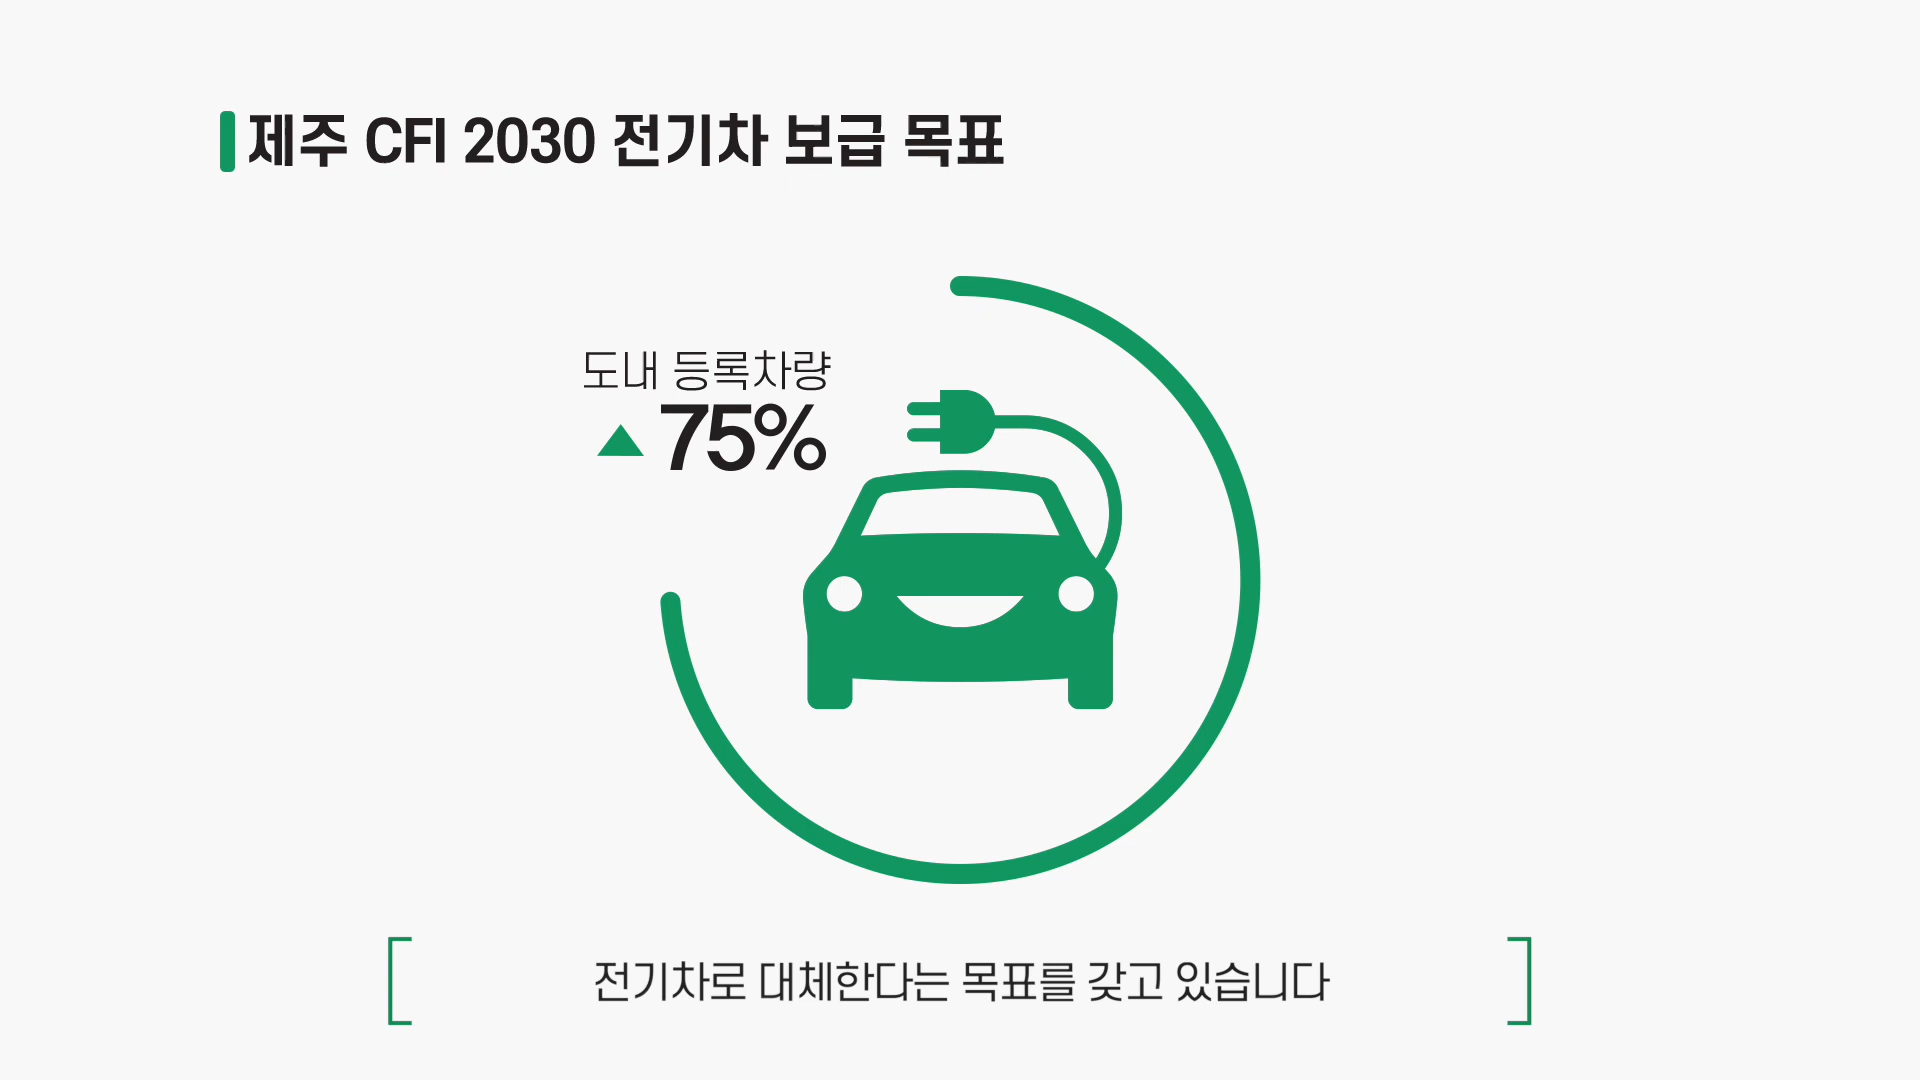 제주 CFI 2030 전기차 보급 목표
도내 등록차량
▲ 75%
전기차로 대체한다는 목표를 갖고 있습니다